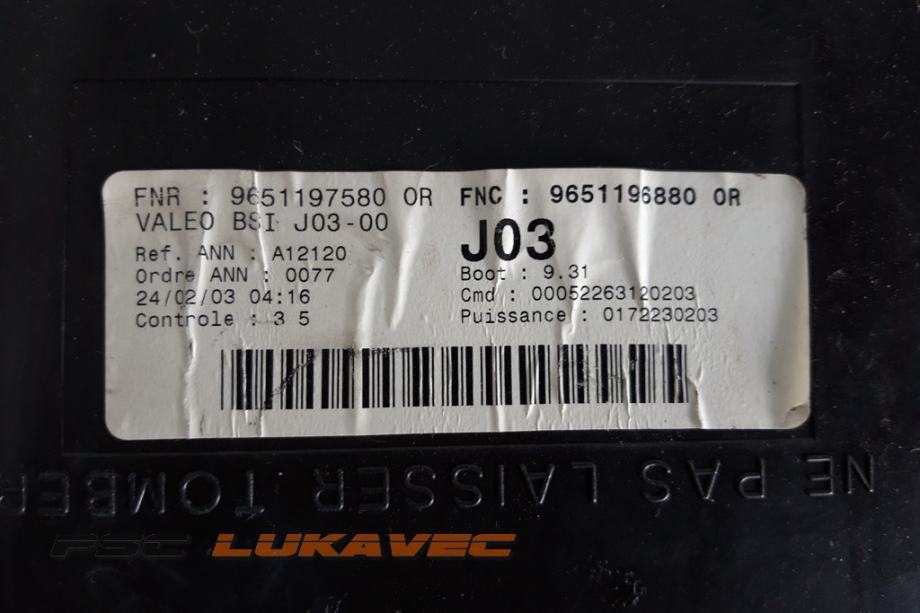 FNR : 9651197580 OR FNC : 9651196880 OR
VALEO BSI J03-00
J03
Ref. ANN : A12120
Ordre ANN : 0077
Boot : 9.31
24/02/03 04:16
Cmd : 00052263120203
Controle : 3 5
Puissance : 0172230203
NE PAS LAISSER TOMBER
PSC LUKAVEC